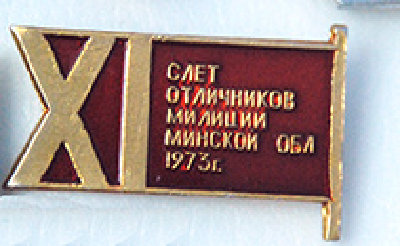 XI
СЛЕТ
ОТЛИЧНИКОВ
МИЛИЦИИ
МИНСКОЙ ОБЛ
1973г.